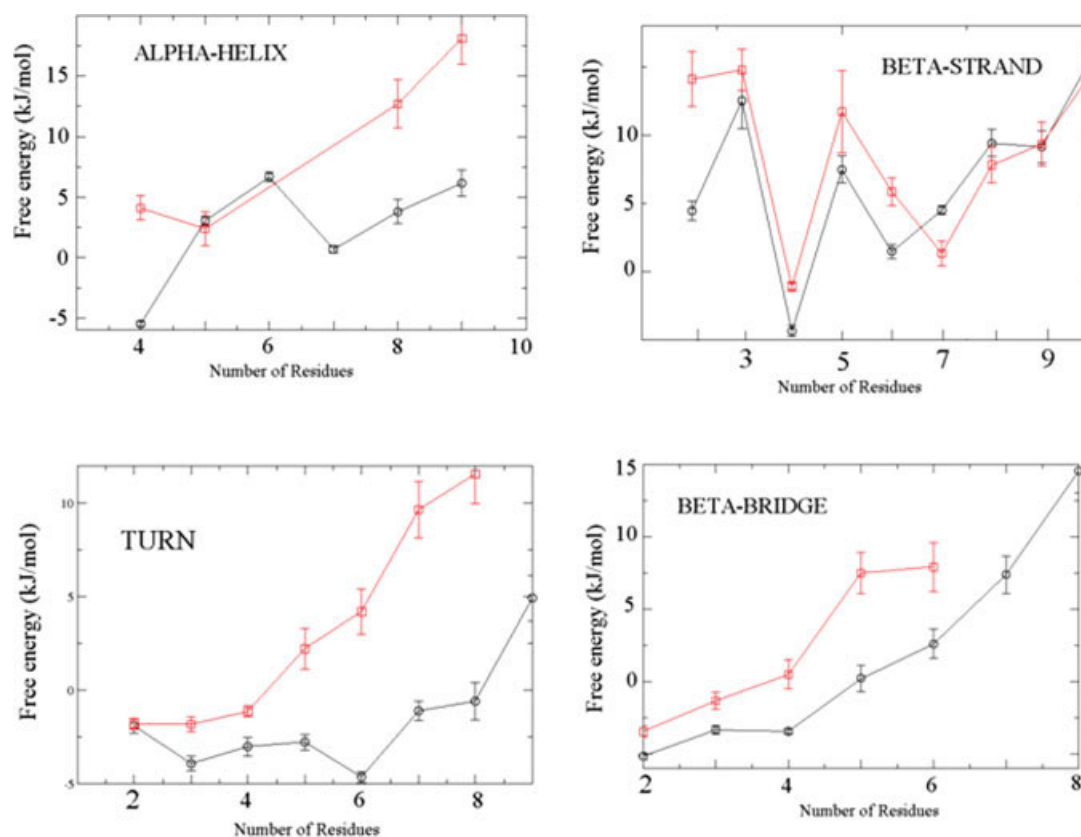 ALPHA-HELIX
Free energy (kJ/mol)
15
10
5
0
-5
4
6
8
10
Number of Residues
BETA-STRAND
Free energy (kJ/mol)
10
5
0
3
5
7
9
Number of Residues
TURN
Free energy (kJ/mol)
10
5
0
-5
2
4
6
8
Number of Residues
BETA-BRIDGE
Free energy (kJ/mol)
15
10
5
0
2
4
6
8
Number of Residues